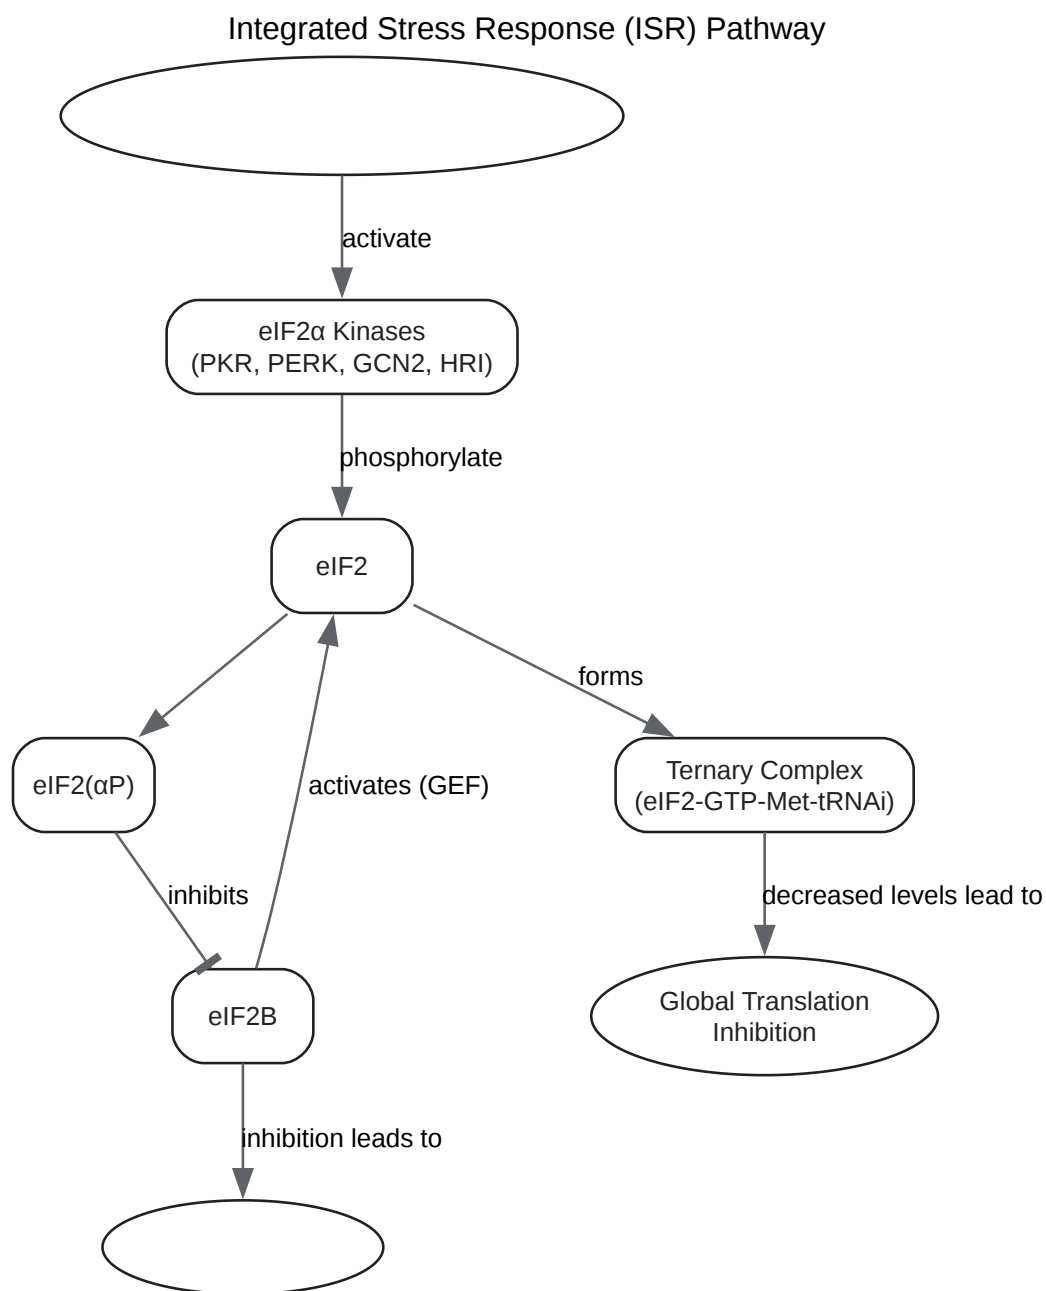 Integrated Stress Response (ISR) Pathway
activate
eIF2α Kinases
(PKR, PERK, GCN2, HRI)
phosphorylate
eIF2
forms
eIF2(αP)
activates (GEF)
Ternary Complex
(eIF2-GTP-Met-tRNAi)
inhibits
decreased levels lead to
eIF2B
Global Translation
Inhibition
inhibition leads to